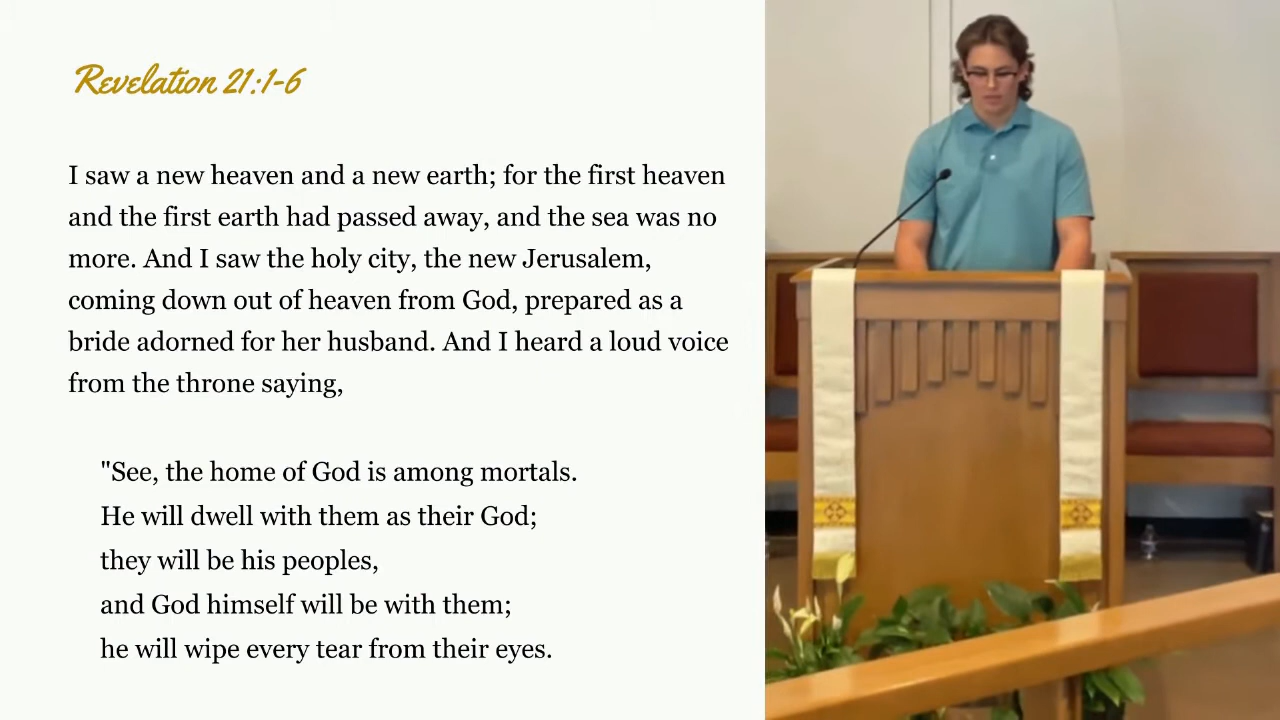 Revelation 21:1-6
I saw a new heaven and a new earth; for the first heaven
and the first earth had passed away, and the sea was no
more. And I saw the holy city, the new Jerusalem,
coming down out of heaven from God, prepared as a
bride adorned for her husband. And I heard a loud voice
from the throne saying,
"See, the home of God is among mortals.
He will dwell with them as their God;
they will be his peoples,
and God himself will be with them;
he will wipe every tear from their eyes.